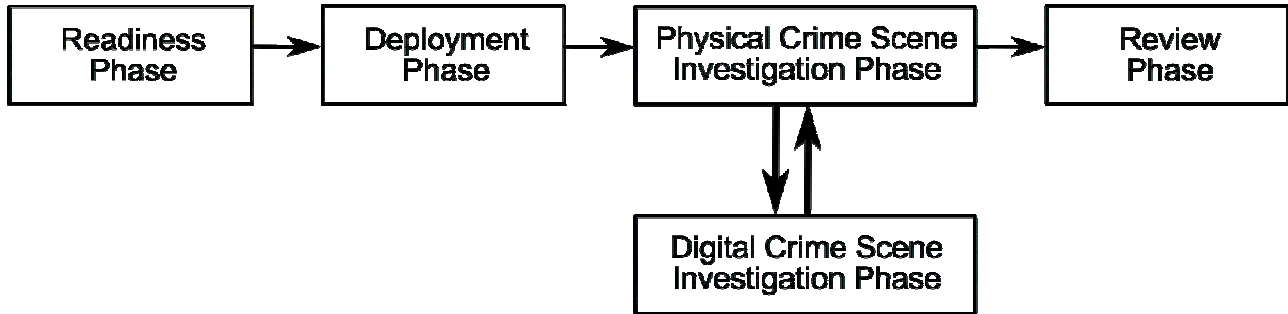 Readiness
Phase
Deployment
Phase
Physical Crime Scene
Investigation Phase
Review
Phase
Digital Crime Scene
Investigation Phase